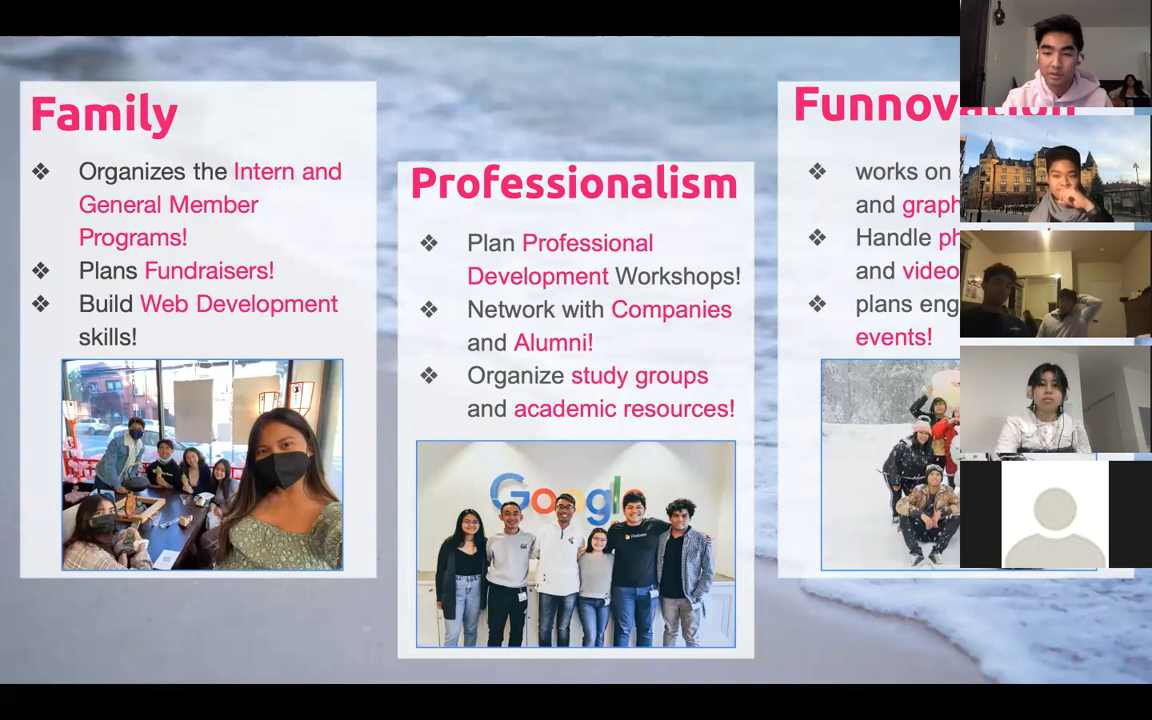 Family
❖ Organizes the Intern and
General Member
Programs!
❖ Plans Fundraisers!
❖ Build Web Development
skills!
Professionalism
❖ Plan Professional
Development Workshops!
❖ Network with Companies
and Alumni!
❖ Organize study groups
and academic resources!
Google
Funnovation
❖ works on
and graph
❖ Handle ph
and video
❖ plans eng
events!